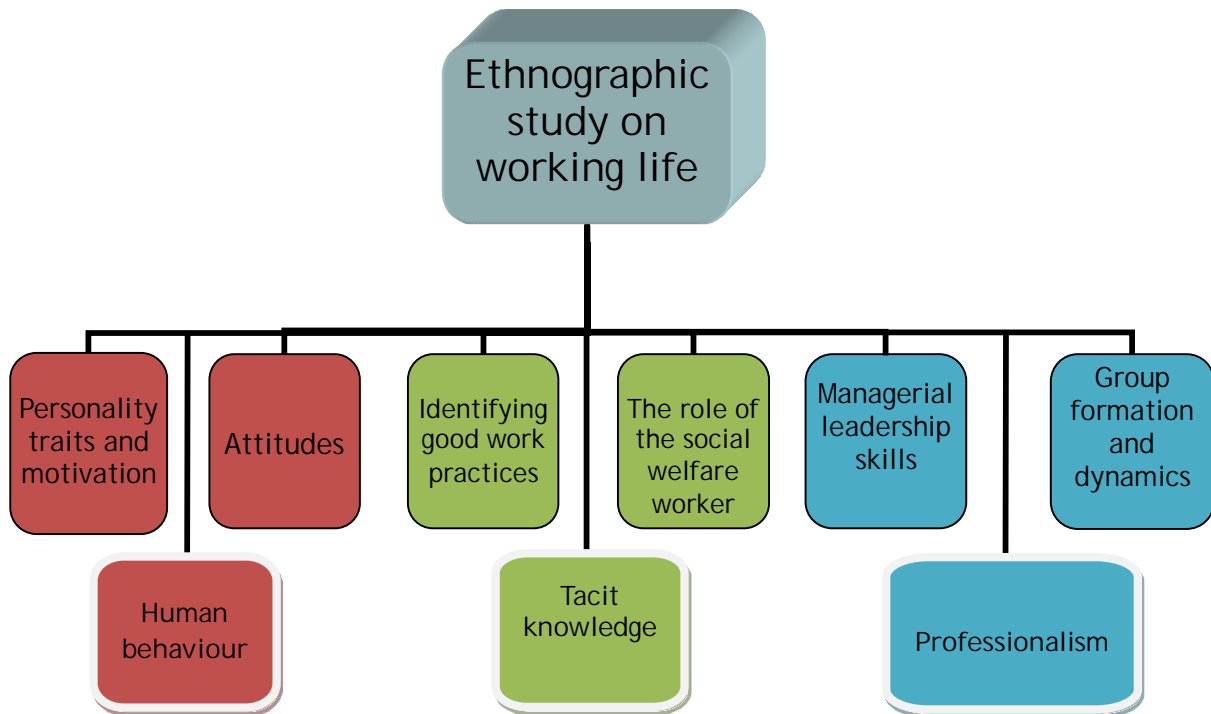 Ethnographic
study on
working life
Personality
traits and
motivation
Attitudes
Identifying
good work
practices
The role of
the social
welfare
worker
Managerial
leadership
skills
Group
formation
and
dynamics
Human
behaviour
Tacit
knowledge
Professionalism